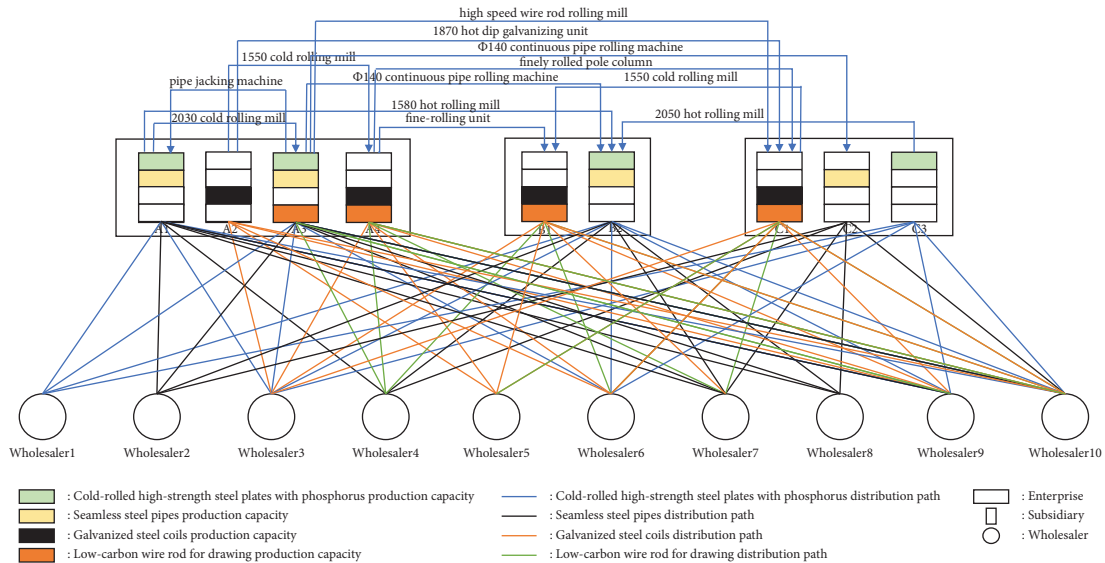 high speed wire rod rolling mill
1870 hot dip galvanizing unit
Φ140 continuous pipe rolling machine
1550 cold rolling mill
finely rolled pole column
Φ140 continuous pipe rolling machine
1550 cold rolling mill
pipe jacking machine
1580 hot rolling mill
2030 cold rolling mill
fine-rolling unit
2050 hot rolling mill
A1
A2
A3
A4
B1
B2
C1
C2
C3
Wholesaler1
Wholesaler2
Wholesaler3
Wholesaler4
Wholesaler5
Wholesaler6
Wholesaler7
Wholesaler8
Wholesaler9
Wholesaler10
: Cold-rolled high-strength steel plates with phosphorus production capacity
: Seamless steel pipes production capacity
: Galvanized steel coils production capacity
: Low-carbon wire rod for drawing production capacity
: Cold-rolled high-strength steel plates with phosphorus distribution path
: Seamless steel pipes distribution path
: Galvanized steel coils distribution path
: Low-carbon wire rod for drawing distribution path
: Enterprise
: Subsidiary
: Wholesaler